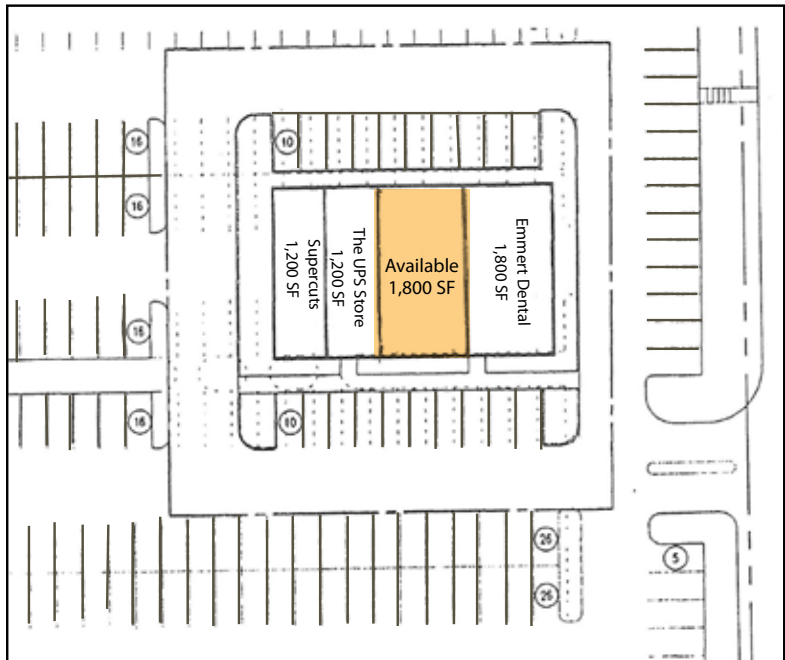 16
10
16
Supercuts
1,200 SF
The UPS Store
1,200 SF
Available
1,800 SF
Emmert Dental
1,800 SF
16
16
10
26
5
26